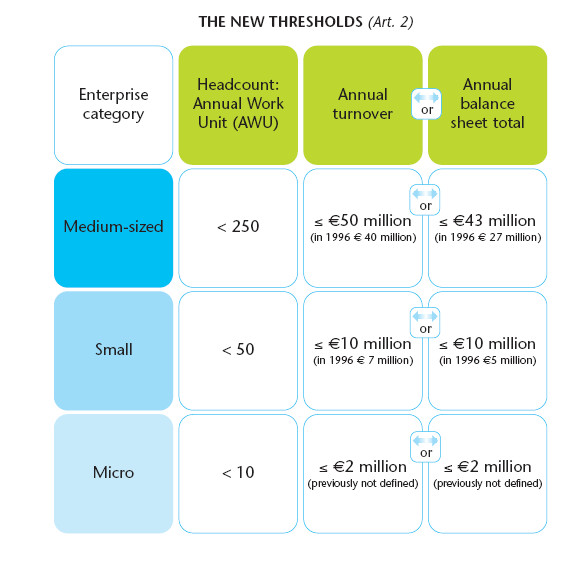 THE NEW THRESHOLDS (Art. 2)
Enterprise
category
Headcount:
Annual Work
Unit (AWU)
Annual
turnover
or
Annual
balance
sheet total
Medium-sized
< 250
≤ €50 million
(in 1996 € 40 million)
or
≤ €43 million
(in 1996 € 27 million)
Small
< 50
≤ €10 million
(in 1996 € 7 million)
or
≤ €10 million
(in 1996 €5 million)
Micro
< 10
≤ €2 million
(previously not defined)
or
≤ €2 million
(previously not defined)